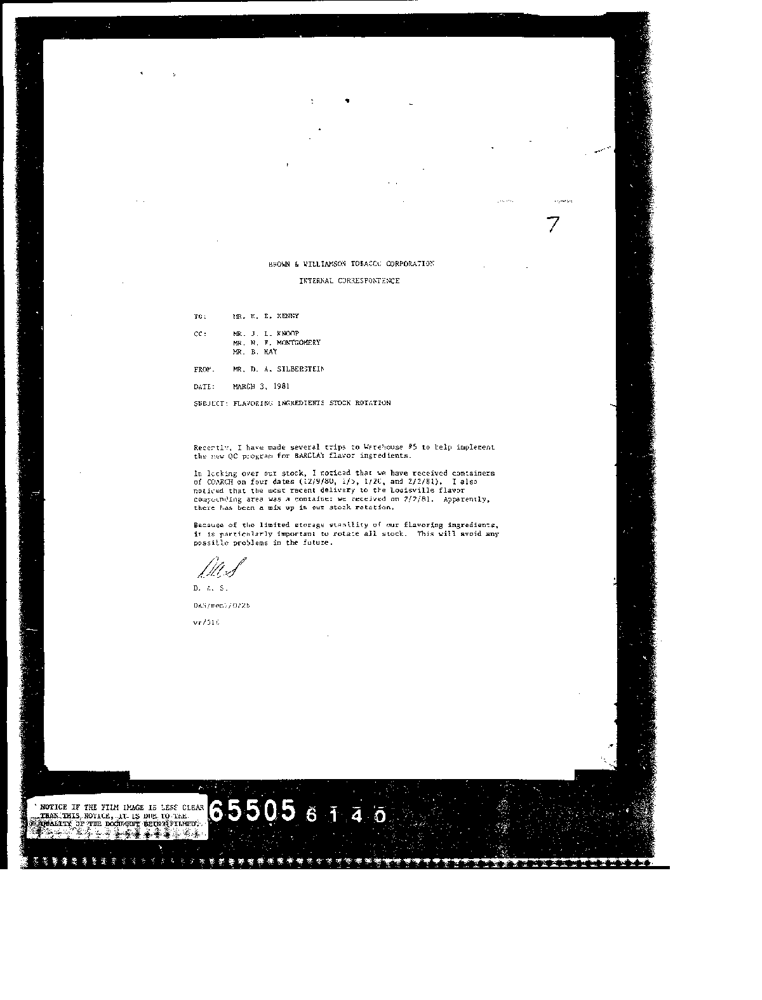 7
BROWN & WILLIAMSON TOBACCO CORPORATION
INTERNAL CORRESPONDENCE
TO: MR. H. E. KENNY
CC: MR. J. L. KNOOP
MR. N. F. MONTGOMERY
MR. B. MAY
FROM: MR. D. A. SILBERSTEIN
DATE: MARCH 3, 1981
SUBJECT: FLAVORING INGREDIENTS STOCK ROTATION
Recently, I have made several trips to Warehouse #5 to help implement
the new QC program for BARCLAY flavor ingredients.
In looking over our stock, I noticed that we have received containers
of COARCH on four dates (12/9/80, 1/5, 1/20, and 2/2/81). I also
noticed that the most recent delivery to the Louisville flavor
compounding area was a container we received on 2/2/81. Apparently,
there has been a mix up in our stock rotation.
Because of the limited storage stability of our flavoring ingredients,
it is particularly important to rotate all stock. This will avoid any
possible problems in the future.
DAS
D. A. S.
NOTICE IF THE FILM IMAGE IS LESS CLEAR
THAN THIS NOTICE, IT IS DUE TO THE
QUALITY OF THE DOCUMENT BEING FILMED.
65505 6140